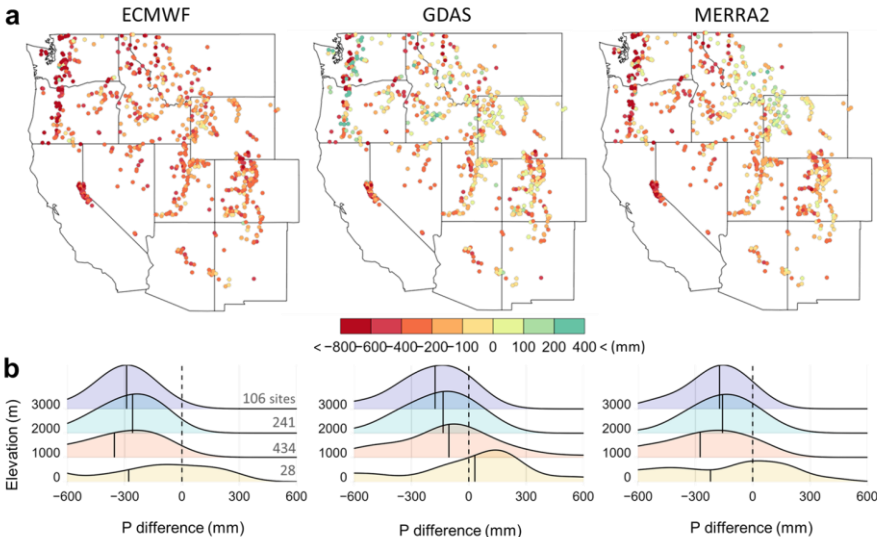 a
ECMWF GDAS MERRA2
< −800 −600 −400 −200 −100 0 100 200 400 < (mm)
b
Elevation (m)
3000 106 sites 3000 3000
2000 241 2000 2000
1000 434 1000 1000
0 28 0 0
−600 −300 0 300 600 −600 −300 0 300 600 −600 −300 0 300 600
P difference (mm) P difference (mm) P difference (mm)